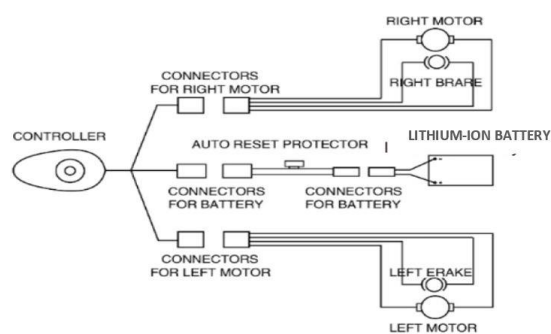 RIGHT MOTOR
CONNECTORS
FOR RIGHT MOTOR
RIGHT BRARE
CONTROLLER
AUTO RESET PROTECTOR
LITHIUM-ION BATTERY
CONNECTORS
FOR BATTERY
CONNECTORS
FOR BATTERY
CONNECTORS
FOR LEFT MOTOR
LEFT ERAKE
LEFT MOTOR